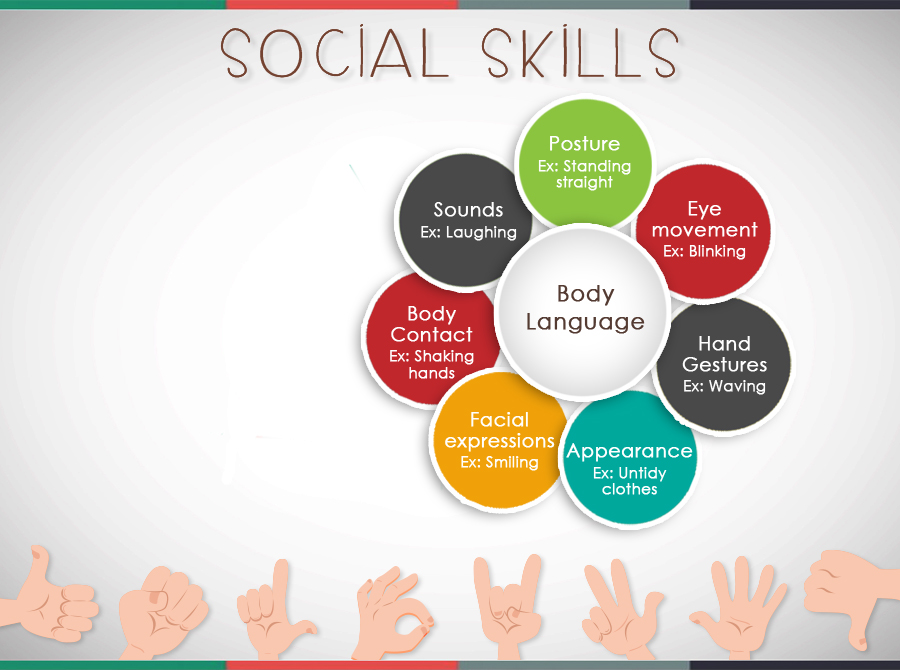 SOCIAL SKILLS
Posture
Ex: Standing
straight
Eye
movement
Ex: Blinking
Hand
Gestures
Ex: Waving
Appearance
Ex: Untidy
clothes
Facial
expressions
Ex: Smiling
Body
Contact
Ex: Shaking
hands
Sounds
Ex: Laughing
Body
Language